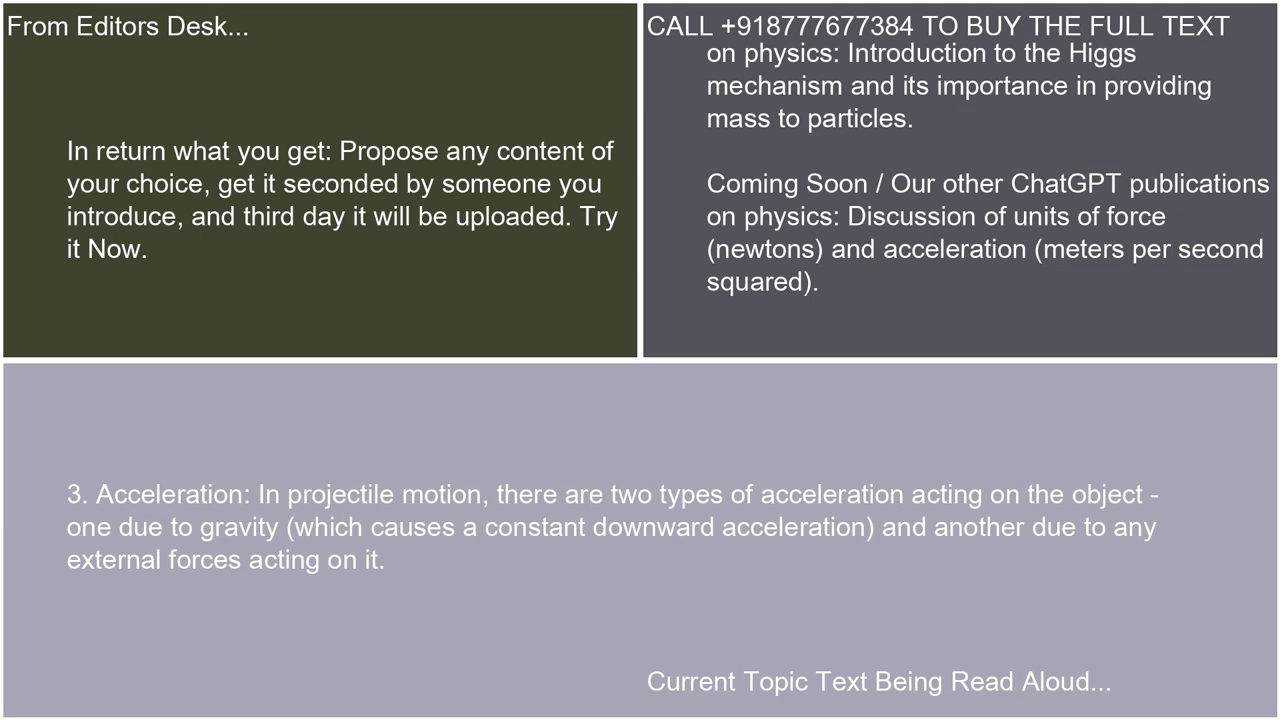 From Editors Desk...
In return what you get: Propose any content of
your choice, get it seconded by someone you
introduce, and third day it will be uploaded. Try
it Now.
CALL +918777677384 TO BUY THE FULL TEXT
on physics: Introduction to the Higgs
mechanism and its importance in providing
mass to particles.
Coming Soon / Our other ChatGPT publications
on physics: Discussion of units of force
(newtons) and acceleration (meters per second
squared).
3. Acceleration: In projectile motion, there are two types of acceleration acting on the object -
one due to gravity (which causes a constant downward acceleration) and another due to any
external forces acting on it.
Current Topic Text Being Read Aloud...